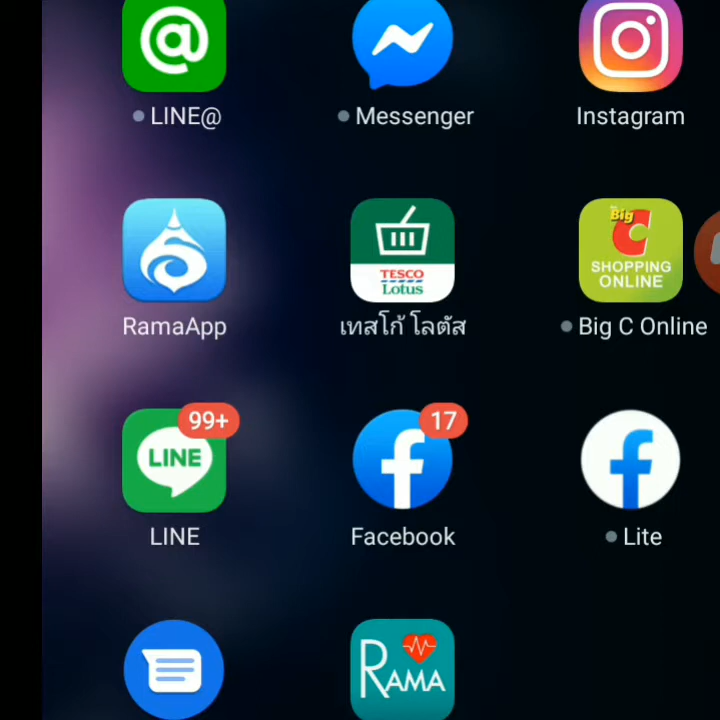 @
LINE@
Messenger
Instagram
TESCO
Lotus
Big
C
SHOPPING
ONLINE
RamaApp
เทสโก้ โลตัส
Big C Online
99+
17
LINE
f
f
LINE
Facebook
Lite
RAMA